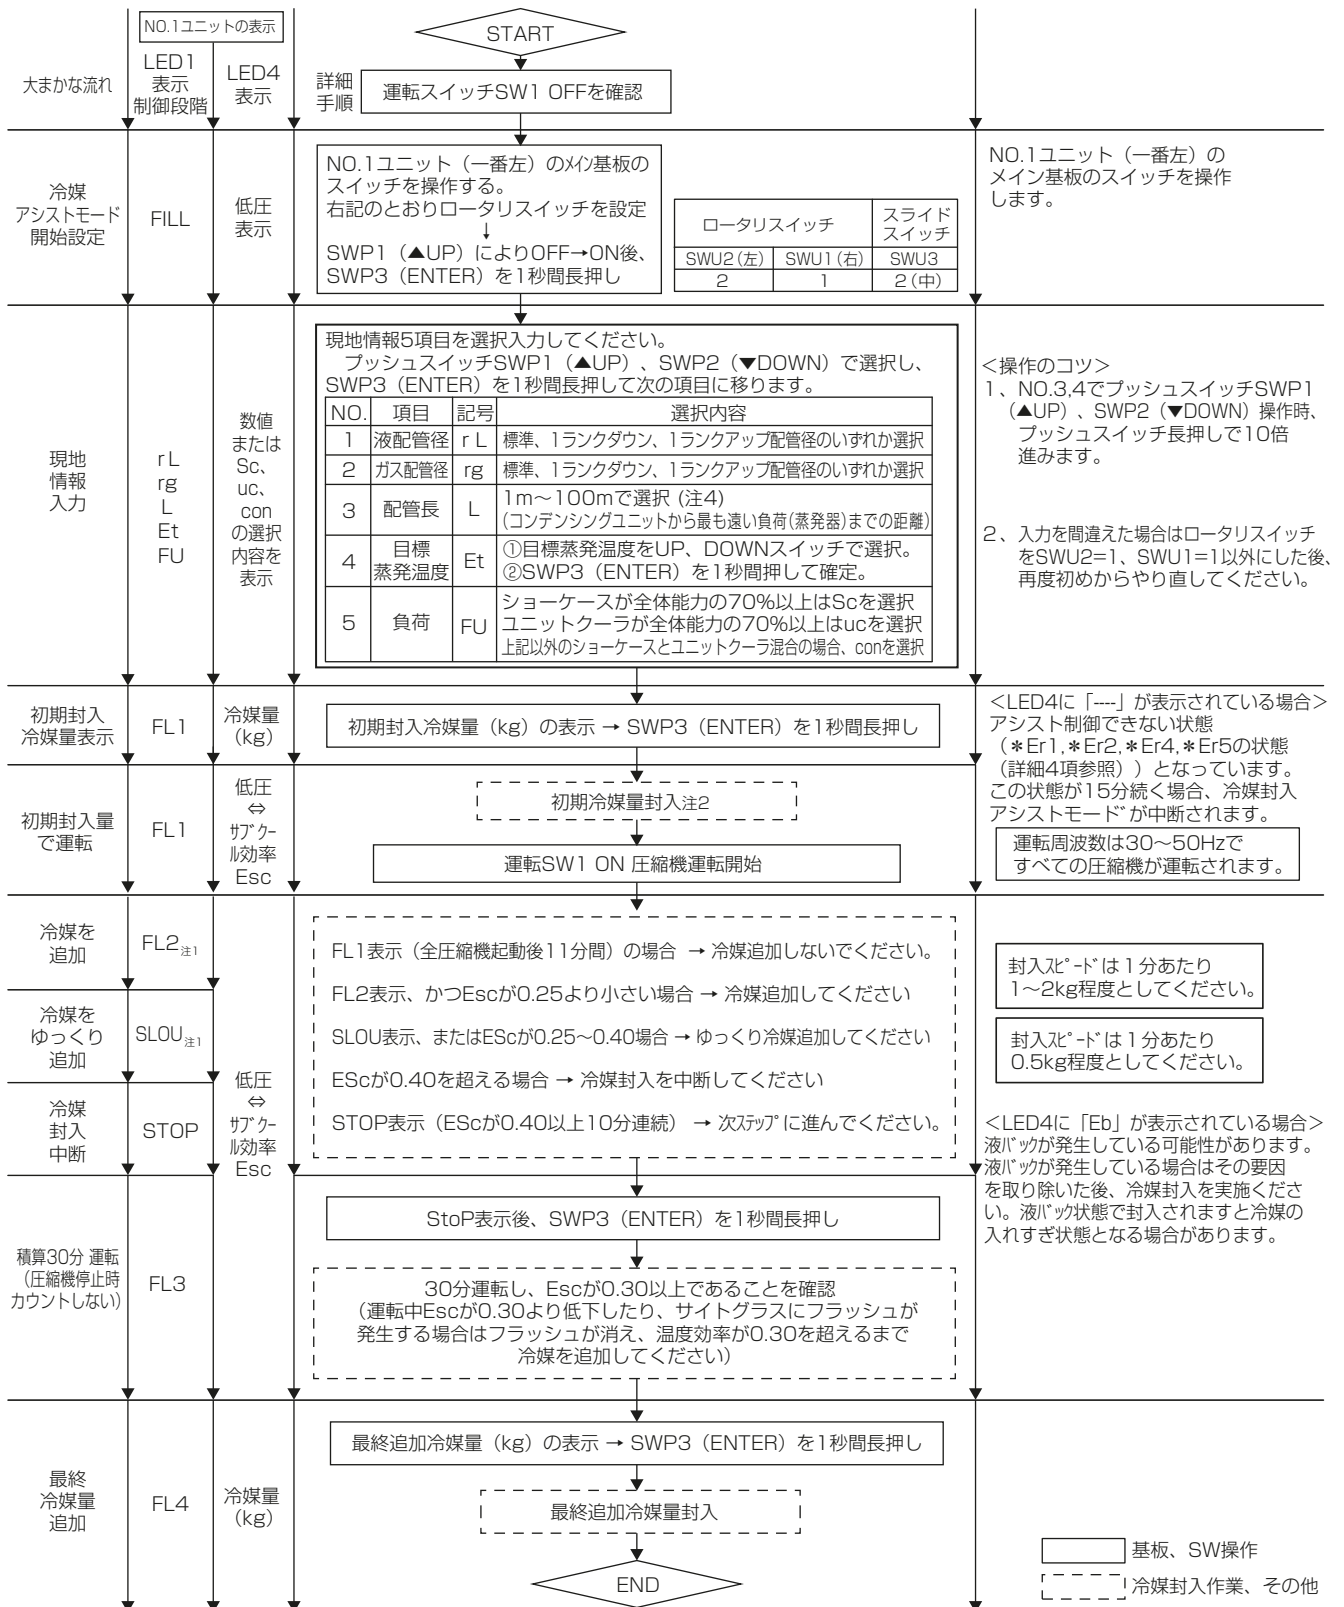 NO.1ユニットの表示
大まかな流れ
LED1
表示
制御段階
LED4
表示
詳細
手順
START
運転スイッチSW1 OFFを確認
冷媒
アシストモード
開始設定
FILL
低圧
表示
NO.1ユニット（一番左）のメイン基板の
スイッチを操作する。
右記のとおりロータリスイッチを設定
↓
SWP1（▲UP）によりOFF→ON後、
SWP3（ENTER）を1秒間長押し
ロータリスイッチ
スライド
スイッチ
SWU2（左） SWU1（右） SWU3
2 1 2（中）
NO.1ユニット（一番左）の
メイン基板のスイッチを操作
します。
現地
情報
入力
rL
rg
L
Et
FU
数値
または
Sc、
uc、
con
の選択
内容を
表示
現地情報5項目を選択入力してください。
プッシュスイッチSWP1（▲UP）、SWP2（▼DOWN）で選択し、
SWP3（ENTER）を1秒間長押して次の項目に移ります。
NO. 項目 記号 選択内容
1 液配管径 rL 標準、1ランクダウン、1ランクアップ配管径のいずれか選択
2 ガス配管径 rg 標準、1ランクダウン、1ランクアップ配管径のいずれか選択
3 配管長 L 1m～100mで選択 (注4)
(コンデンシングユニットから最も遠い負荷(蒸発器)までの距離)
4 目標
蒸発温度 Et ①目標蒸発温度をUP、DOWNスイッチで選択。
②SWP3（ENTER）を1秒間押して確定。
5 負荷 FU ショーケースが全体能力の70%以上はScを選択
ユニットクーラが全体能力の70%以上はucを選択
上記以外のショーケースとユニットクーラ混合の場合、conを選択
＜操作のコツ＞
1、NO.3,4でプッシュスイッチSWP1
（▲UP）、SWP2（▼DOWN）操作時、
プッシュスイッチ長押しで10倍
進みます。
2、入力を間違えた場合はロータリスイッチ
をSWU2=1、SWU1=1以外にした後、
再度初めからやり直してください。
初期封入
冷媒量表示
FL1
冷媒量
（kg）
初期封入冷媒量（kg）の表示 → SWP3（ENTER）を1秒間長押し
＜LED4に「----」が表示されている場合＞
アシスト制御できない状態
（＊Er1,＊Er2,＊Er4,＊Er5の状態
（詳細4項参照））となっています。
この状態が15分続く場合、冷媒封入
アシストモードが中断されます。
初期封入量
で運転
FL1
低圧
⇔
ｻﾌﾞｸｰ
ﾙ効率
Esc
初期冷媒量封入注2
運転SW1 ON 圧縮機運転開始
運転周波数は30～50Hzで
すべての圧縮機が運転されます。
冷媒を
追加
FL2注1
冷媒を
ゆっくり
追加
SLOU注1
冷媒
封入
中断
STOP
低圧
⇔
ｻﾌﾞｸｰ
ﾙ効率
Esc
FL1表示（全圧縮機起動後11分間）の場合 → 冷媒追加しないでください。
FL2表示、かつEscが0.25より小さい場合 → 冷媒追加してください
SLOU表示、またはEScが0.25～0.40場合 → ゆっくり冷媒追加してください
EScが0.40を超える場合 → 冷媒封入を中断してください
STOP表示（EScが0.40以上10分連続） → 次ｽﾃｯﾌﾟに進んでください。
封入ｽﾋﾟｰﾄﾞは１分あたり
1～2kg程度としてください。
封入ｽﾋﾟｰﾄﾞは１分あたり
0.5kg程度としてください。
＜LED4に「Eb」が表示されている場合＞
液ﾊﾞｯｸが発生している可能性があります。
液ﾊﾞｯｸが発生している場合はその要因
を取り除いた後、冷媒封入を実施くださ
い。液ﾊﾞｯｸ状態で封入されますと冷媒の
入れすぎ状態となる場合があります。
積算30分 運転
（圧縮機停止時
カウントしない）
FL3
StoP表示後、SWP3（ENTER）を1秒間長押し
30分運転し、Escが0.30以上であることを確認
（運転中Escが0.30より低下したり、サイトグラスにフラッシュが
発生する場合はフラッシュが消え、温度効率が0.30を超えるまで
冷媒を追加してください）
最終
冷媒量
追加
FL4
冷媒量
（kg）
最終追加冷媒量（kg）の表示 → SWP3（ENTER）を1秒間長押し
最終追加冷媒量封入
END
基板、SW操作
冷媒封入作業、その他